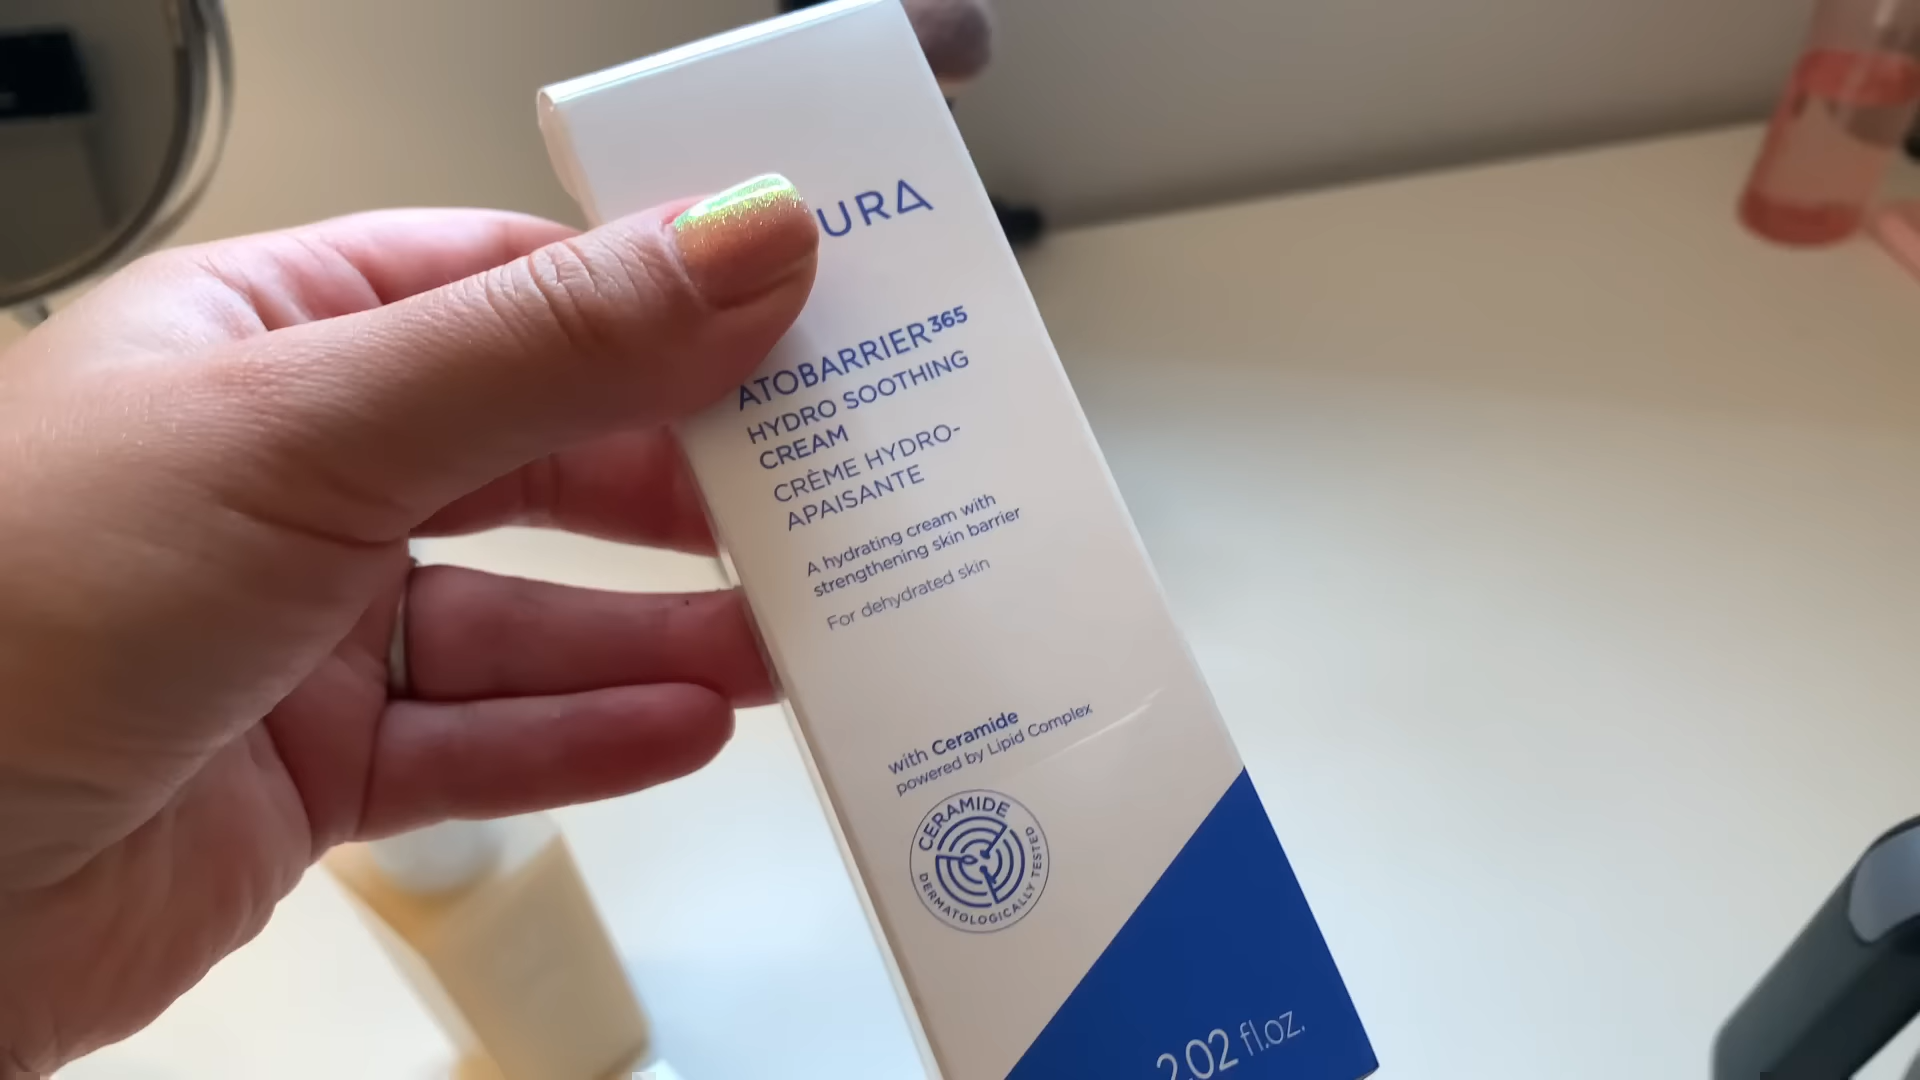 URA
ATOBARRIER365
HYDRO SOOTHING
CREAM
CRÈME HYDRO-
APAISANTE
A hydrating cream with
strengthening skin barrier
For dehydrated skin
with Ceramide
powered by Lipid Complex
CERAMIDE
DERMATOLOGICALLY TESTED
2.02 fl.oz.